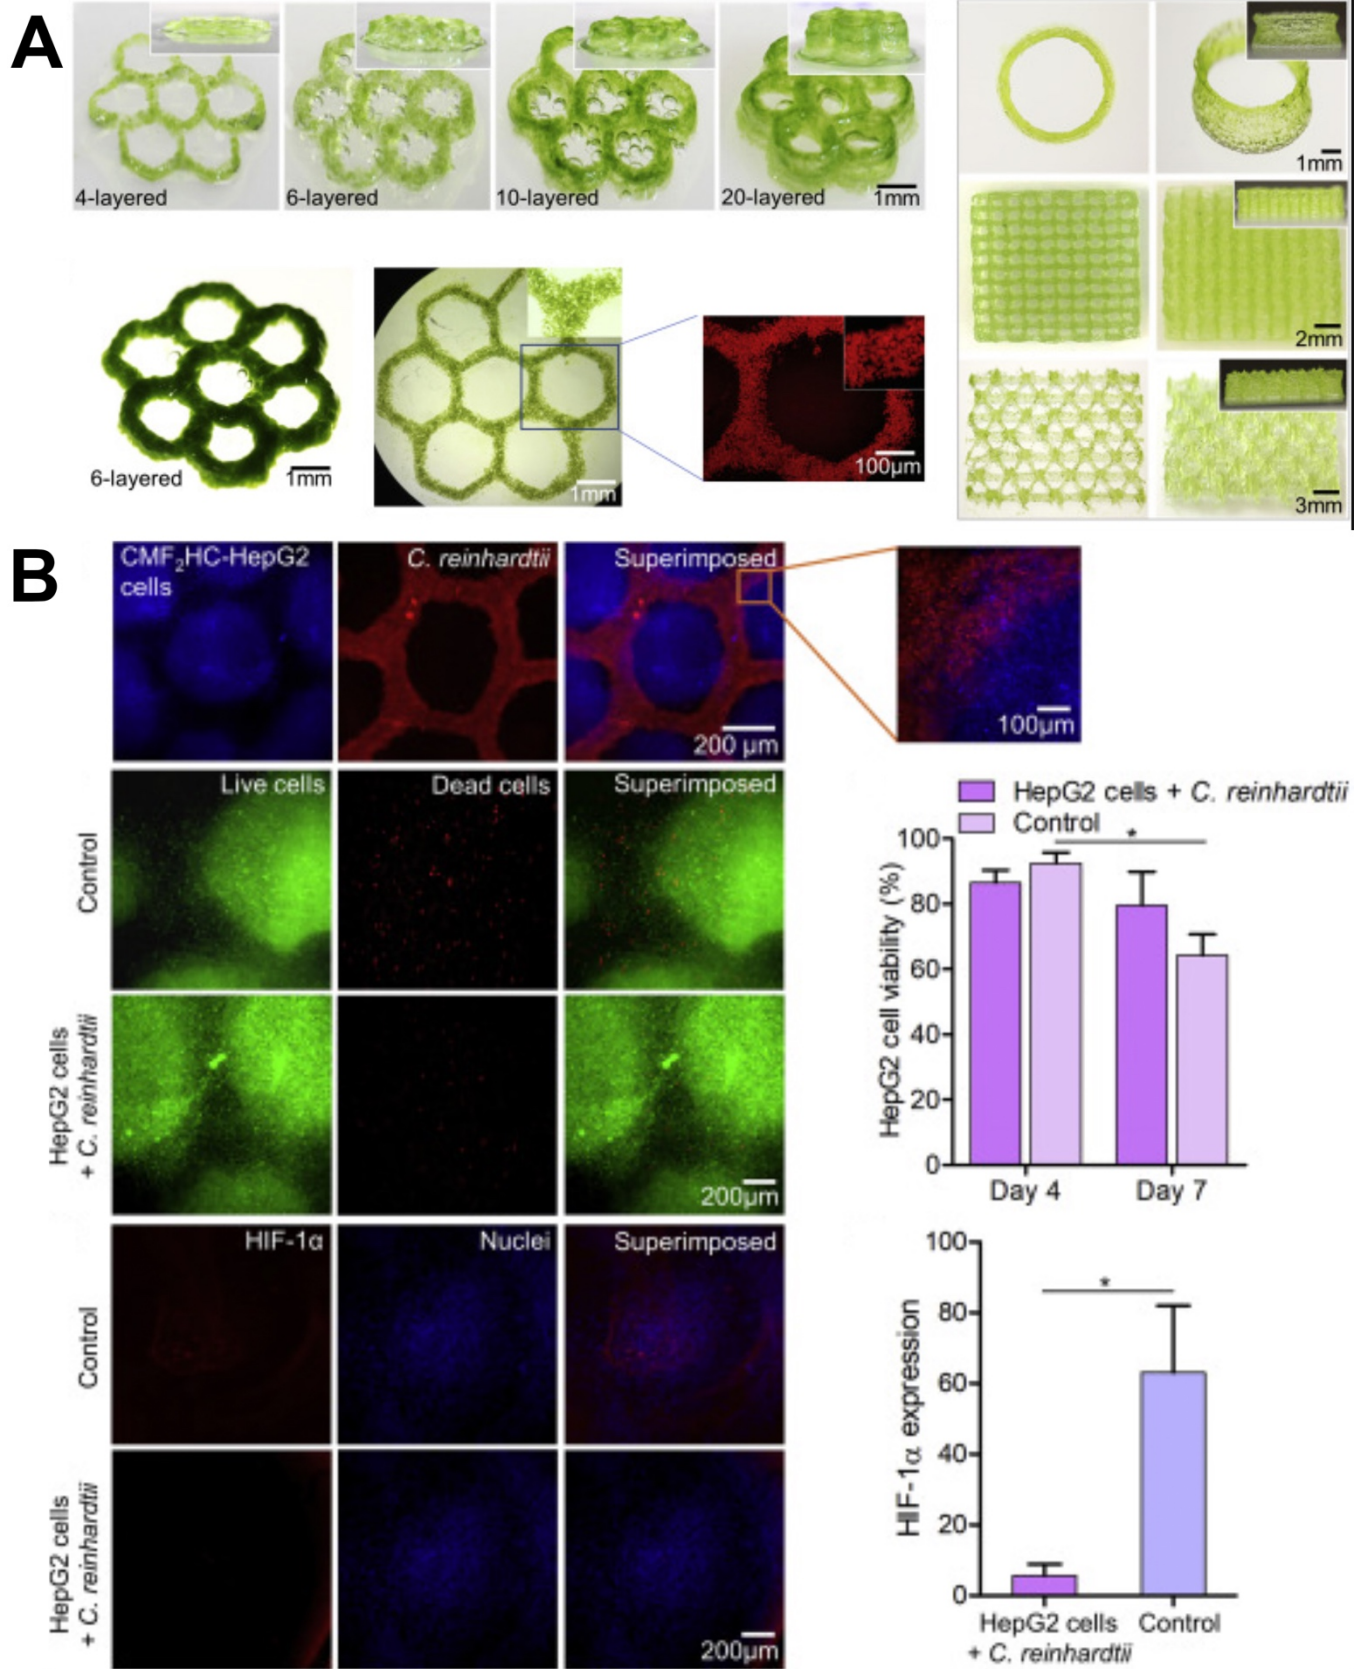 A
4-layered
6-layered
10-layered
20-layered
1mm
1mm
2mm
3mm
6-layered
1mm
1mm
100µm
B
CMF₂HC-HepG2
cells
C. reinhardtii
Superimposed
200 µm
100µm
Control
Live cells
Dead cells
Superimposed
HepG2 cells
+ C. reinhardtii
200µm
HepG2 cells + C. reinhardtii
Control
*
HepG2 cell viability (%)
100
80
60
40
20
0
Day 4
Day 7
Control
HIF-1α
Nuclei
Superimposed
HepG2 cells
+ C. reinhardtii
200µm
*
HIF-1α expression
100
80
60
40
20
0
HepG2 cells
+ C. reinhardtii
Control